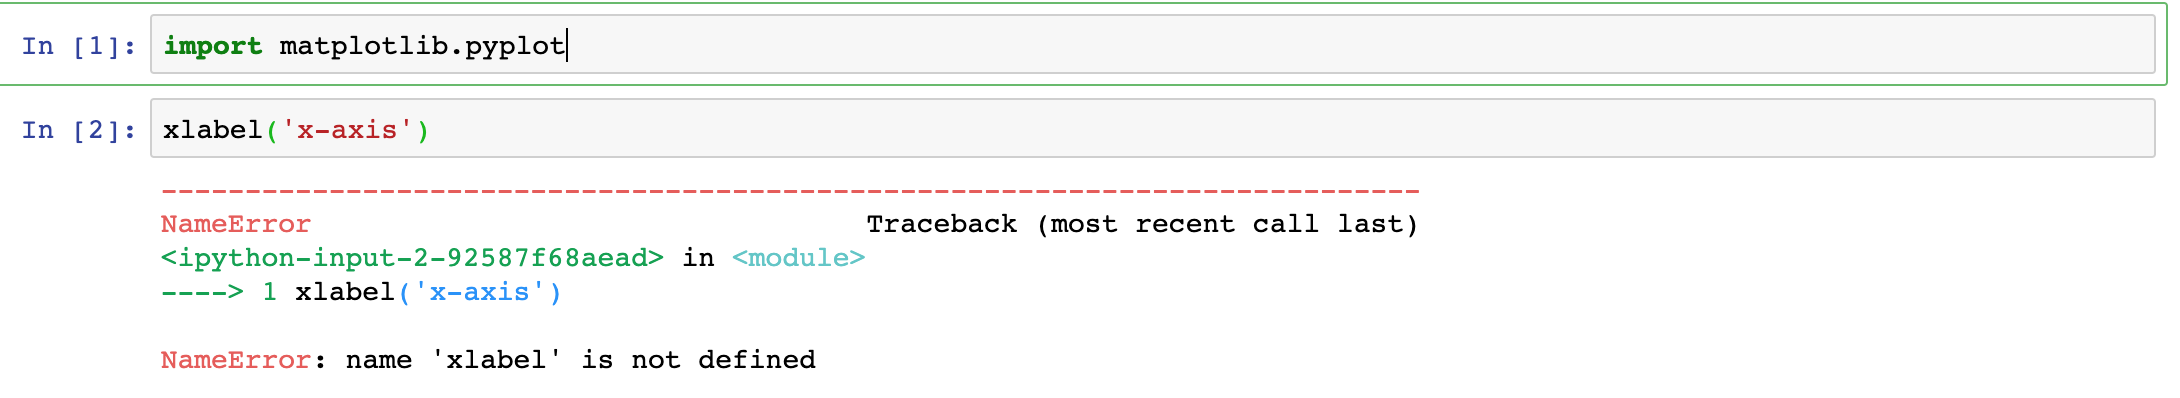 In [1]: import matplotlib.pyplot
In [2]: xlabel('x-axis')
---------------------------------------------------------------------------
NameError                                 Traceback (most recent call last)
<ipython-input-2-92587f68aead> in <module>
----> 1 xlabel('x-axis')
NameError: name 'xlabel' is not defined